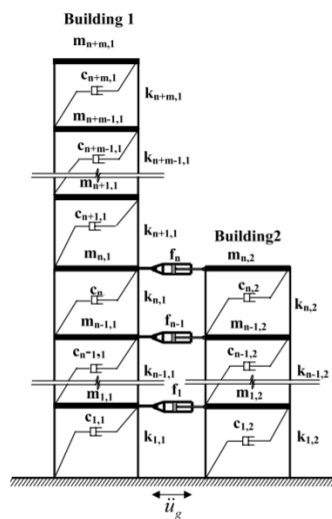 Building 1
m_{n+m,1}
c_{n+m,1}
k_{n+m,1}
m_{n+m-1,1}
c_{n+m-1,1}
k_{n+m-1,1}
m_{n+1,1}
c_{n+1,1}
k_{n+1,1}
m_{n,1}
f_n
Building2
m_{n,2}
c_n
k_{n,1}
c_{n,2}
k_{n,2}
m_{n-1,1}
f_{n-1}
m_{n-1,2}
c_{n-1,1}
k_{n-1,1}
c_{n-1,2}
k_{n-1,2}
m_{1,1}
f_1
m_{1,2}
c_{1,1}
k_{1,1}
c_{1,2}
k_{1,2}
ü_g